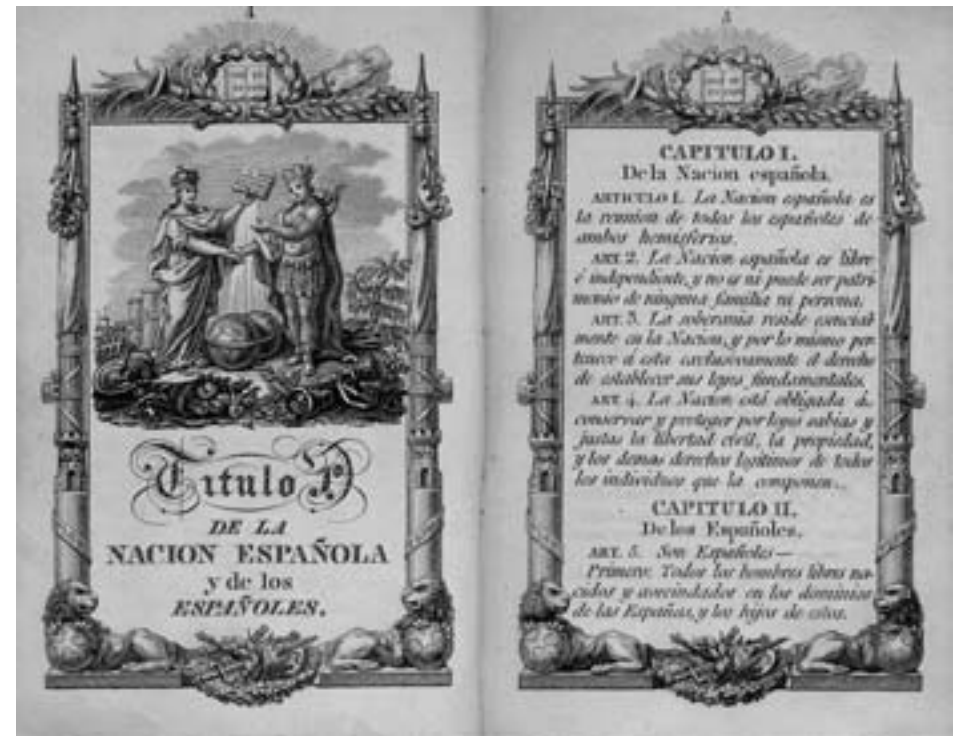 4
Titulo 1º
DE LA
NACION ESPAÑOLA
y de los
ESPAÑOLES.
5
CAPITULO I.
De la Nacion española.
ARTICULO 1. La Nacion española es
la reunion de todos los españoles de
ambos hemisferios.
ART. 2. La Nacion española es libre
é independiente, y no es ni puede ser patri-
monio de ninguna familia ni persona.
ART. 3. La soberanía reside esencial
mente en la Nacion, y por lo mismo per
tenece á esta exclusivamente el derecho
de establecer sus leyes fundamentales.
ART. 4. La Nacion está obligada á
conservar y proteger por leyes sabias y
justas la libertad civil, la propiedad,
y los demas derechos legítimos de todos
los individuos que la componen.
CAPITULO II.
De los Españoles.
ART. 5. Son Españoles —
Primero. Todos los hombres libres na-
cidos y avecindados en los dominios
de las Españas, y los hijos de estos.